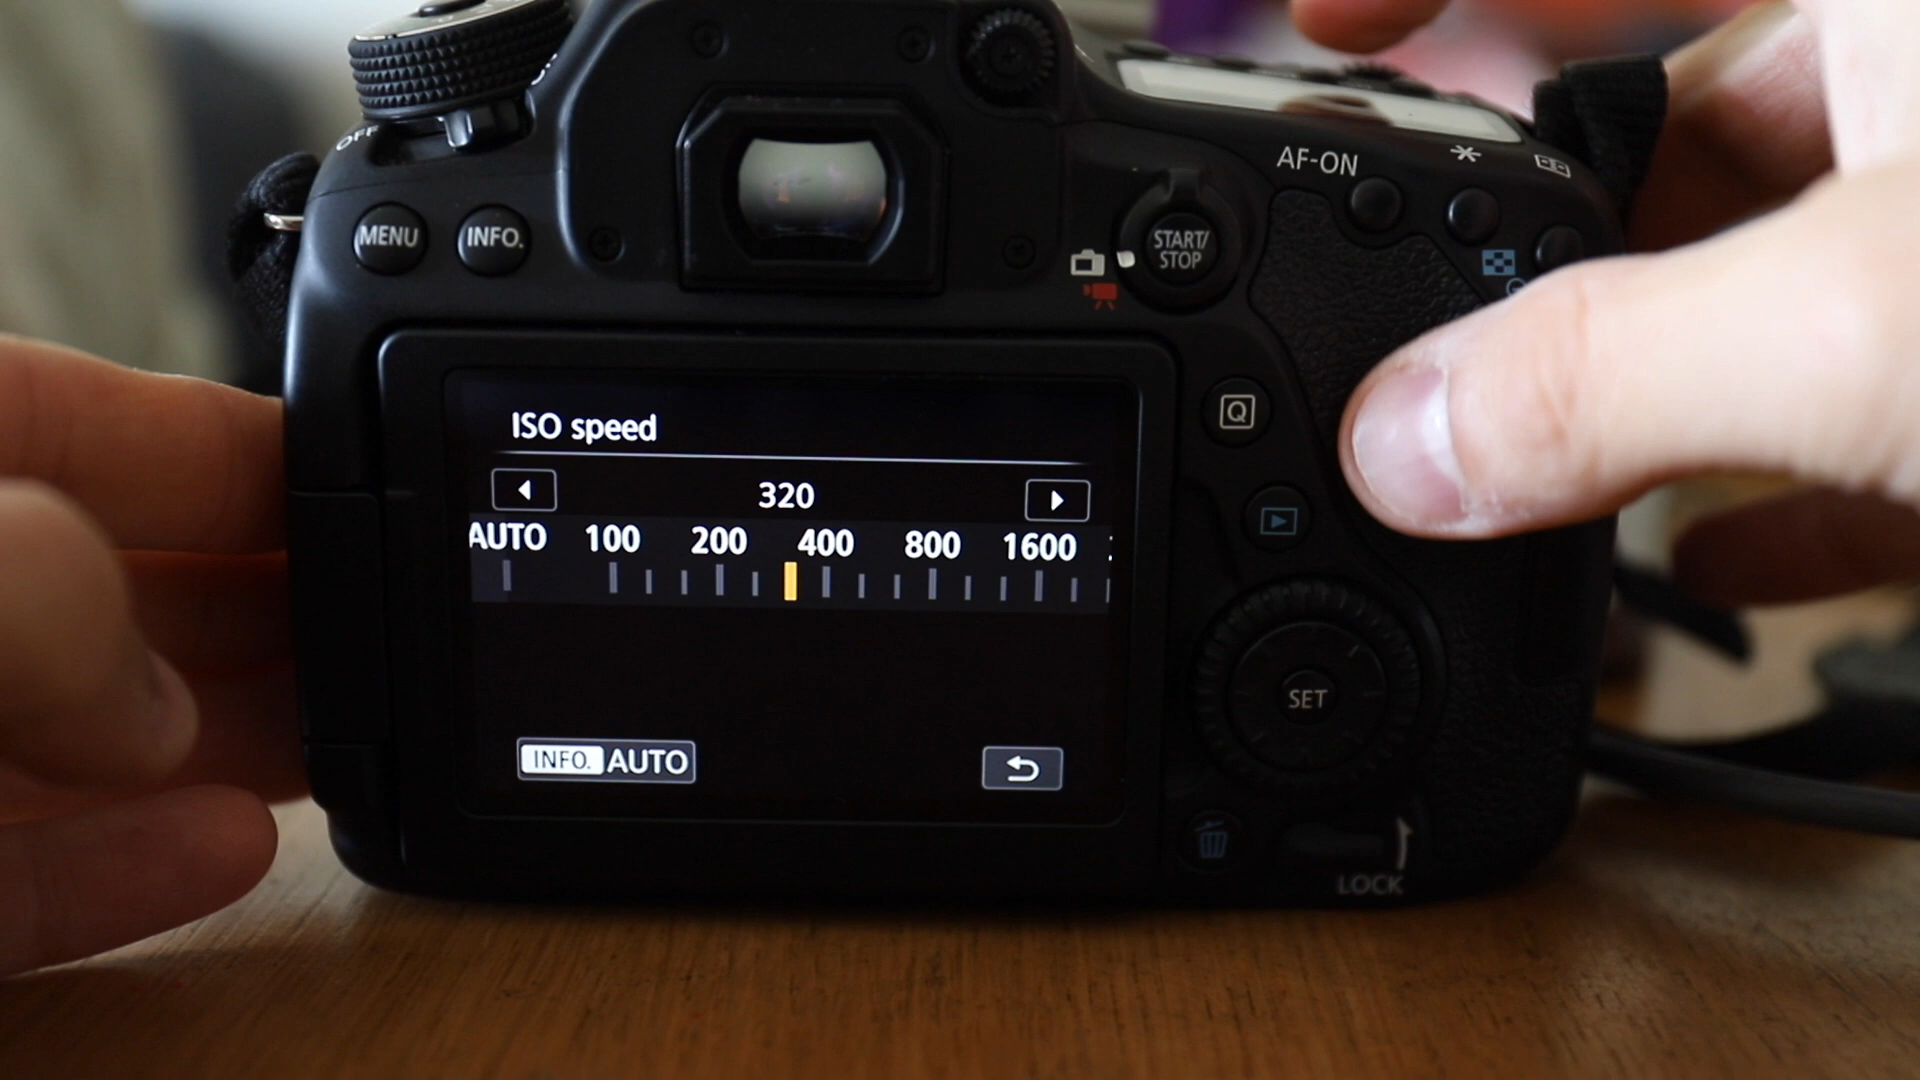 OFF
MENU
INFO.
START/
STOP
AF-ON
Q
ISO speed
320
AUTO 100 200 400 800 1600
INFO. AUTO
SET
LOCK